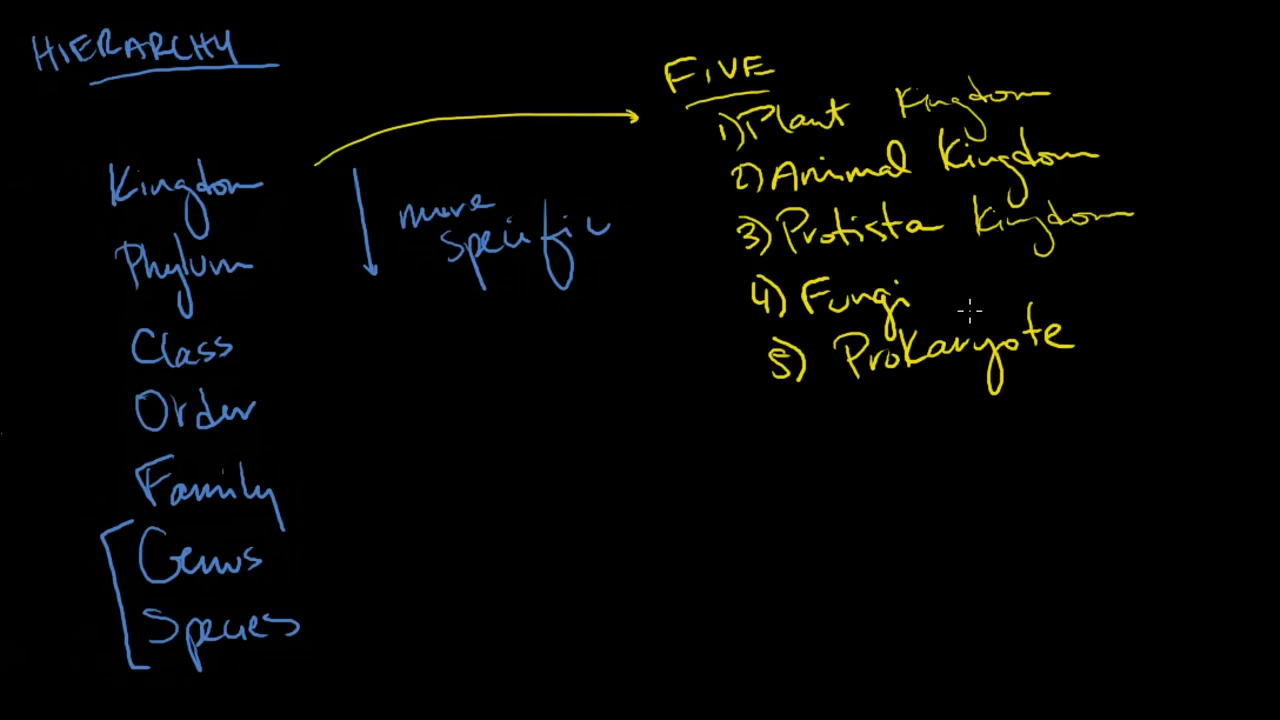 HIERARCHY
Kingdom
Phylum
Class
Order
Family
Genus
Species
more
specific
FIVE
1) Plant Kingdom
2) Animal Kingdom
3) Protista Kingdom
4) Fungi
5) Prokaryote